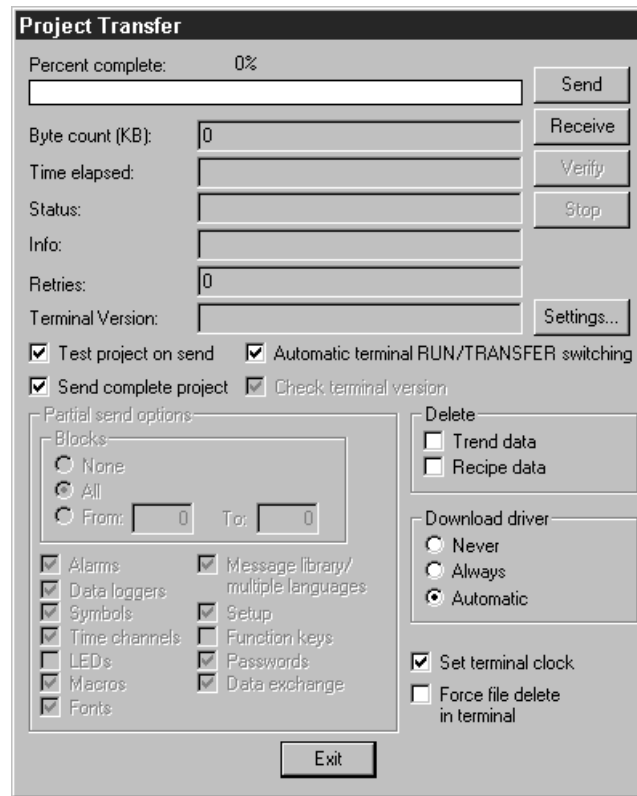 Project Transfer
Percent complete: 0%
Send
Byte count (KB): 0
Receive
Time elapsed:
Verify
Status:
Stop
Info:
Retries: 0
Terminal Version:
Settings...
Test project on send
Automatic terminal RUN/TRANSFER switching
Send complete project
Check terminal version
Partial send options
Blocks
None
All
From: 0 To: 0
Alarms
Data loggers
Symbols
Time channels
LEDs
Macros
Fonts
Message library/
multiple languages
Setup
Function keys
Passwords
Data exchange
Delete
Trend data
Recipe data
Download driver
Never
Always
Automatic
Set terminal clock
Force file delete
in terminal
Exit